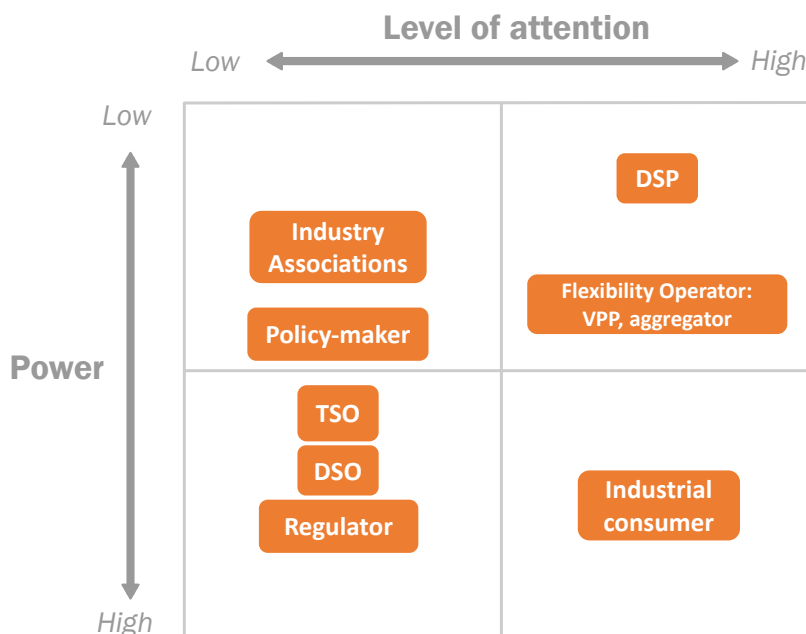 Level of attention
Low
High
Low
DSP
Industry
Associations
Flexibility Operator:
VPP, aggregator
Policy-maker
Power
TSO
DSO
Regulator
Industrial
consumer
High